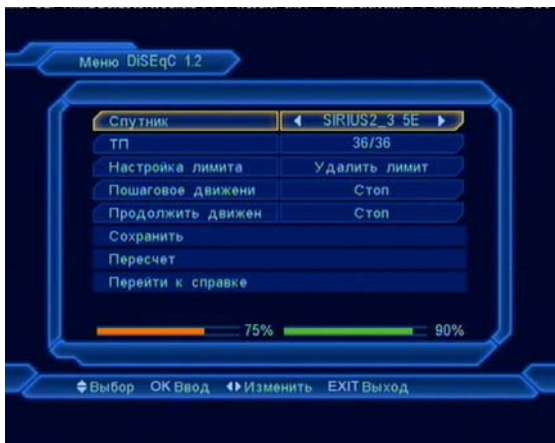 Меню DiSEqC 1.2
Спутник SIRIUS2_3 5E
ТП 36/36
Настройка лимита Удалить лимит
Пошаговое движени Стоп
Продолжить движен Стоп
Сохранить
Пересчет
Перейти к справке
75% 90%
Выбор OK Ввод Изменить EXIT Выход